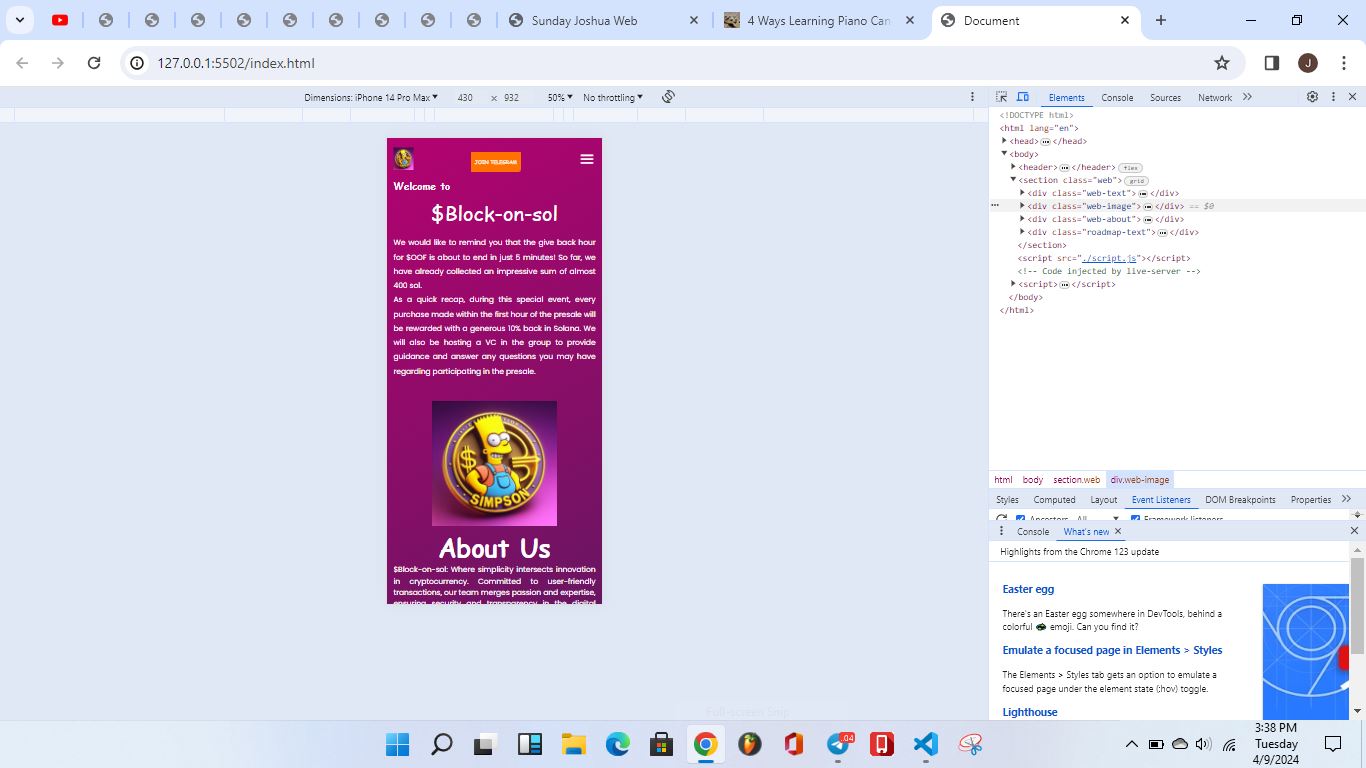 Sunday Joshua Web
4 Ways Learning Piano Can
Document
127.0.0.1:5502/index.html
J
Dimensions: iPhone 14 Pro Max
430 × 932
50%
No throttling
Elements
Console
Sources
Network
<!DOCTYPE html>
<html lang="en">
<head></head>
<body>
<header></header> flex
<section class="web"> grid
<div class="web-text"></div>
<div class="web-image"></div> == $0
<div class="web-about"></div>
<div class="roadmap-text"></div>
</section>
<script src="./script.js"></script>
<!-- Code injected by live-server -->
<script></script>
</body>
</html>
JOIN TELEGRAM
Welcome to
$Block-on-sol
We would like to remind you that the give back hour
for $OOF is about to end in just 5 minutes! So far, we
have already collected an impressive sum of almost
400 sol.
As a quick recap, during this special event, every
purchase made within the first hour of the presale will
be rewarded with a generous 10% back in Solana. We
will also be hosting a VC in the group to provide
guidance and answer any questions you may have
regarding participating in the presale.
$
SIMPSON
About Us
$Block-on-sol: Where simplicity intersects innovation
in cryptocurrency. Committed to user-friendly
transactions, our team merges passion and expertise,
ensuring security and transparency in the digital
html body section.web div.web-image
Styles
Computed
Layout
Event Listeners
DOM Breakpoints
Properties
Ancestors All
Framework listeners
Console
What's new
Highlights from the Chrome 123 update
Easter egg
There's an Easter egg somewhere in DevTools, behind a
colorful emoji. Can you find it?
Emulate a focused page in Elements > Styles
The Elements > Styles tab gets an option to emulate a
focused page under the element state (:hov) toggle.
Lighthouse
Full-screen Snip
.04
3:38 PM
Tuesday
4/9/2024